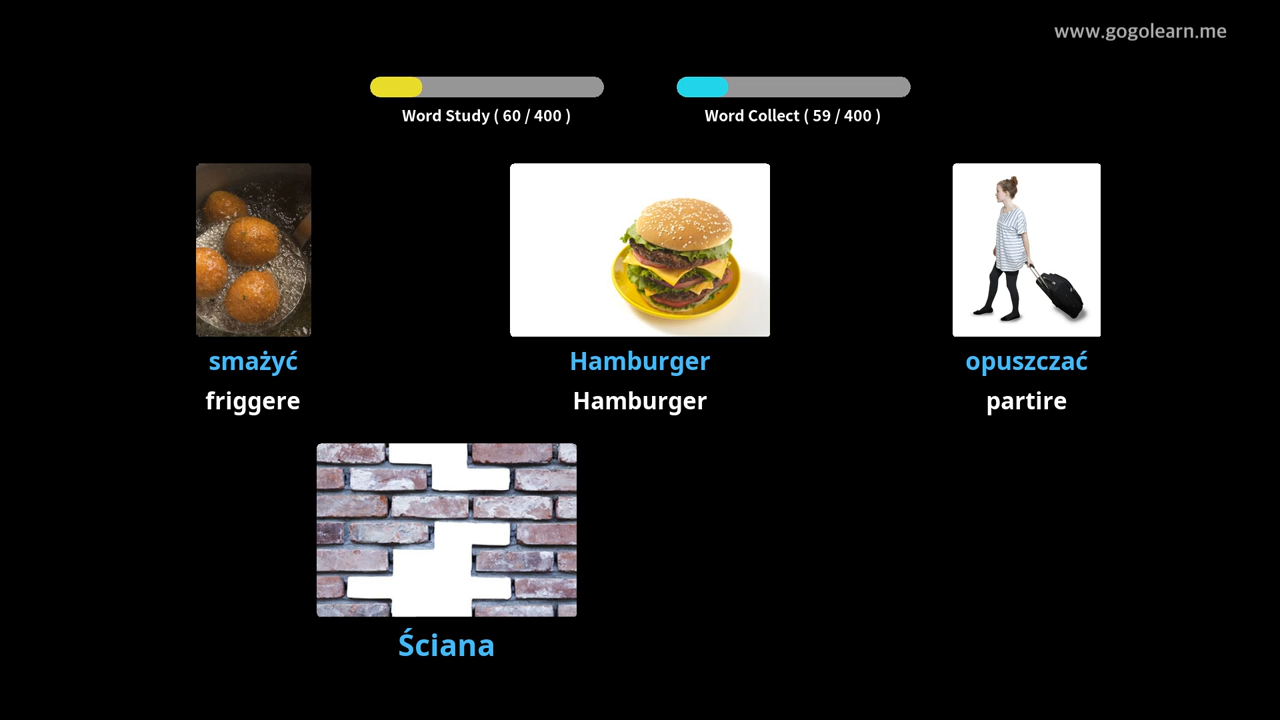 www.gogolearn.me
Word Study ( 60 / 400 )
Word Collect ( 59 / 400 )
smażyć
friggere
Hamburger
Hamburger
opuszczać
partire
Ściana